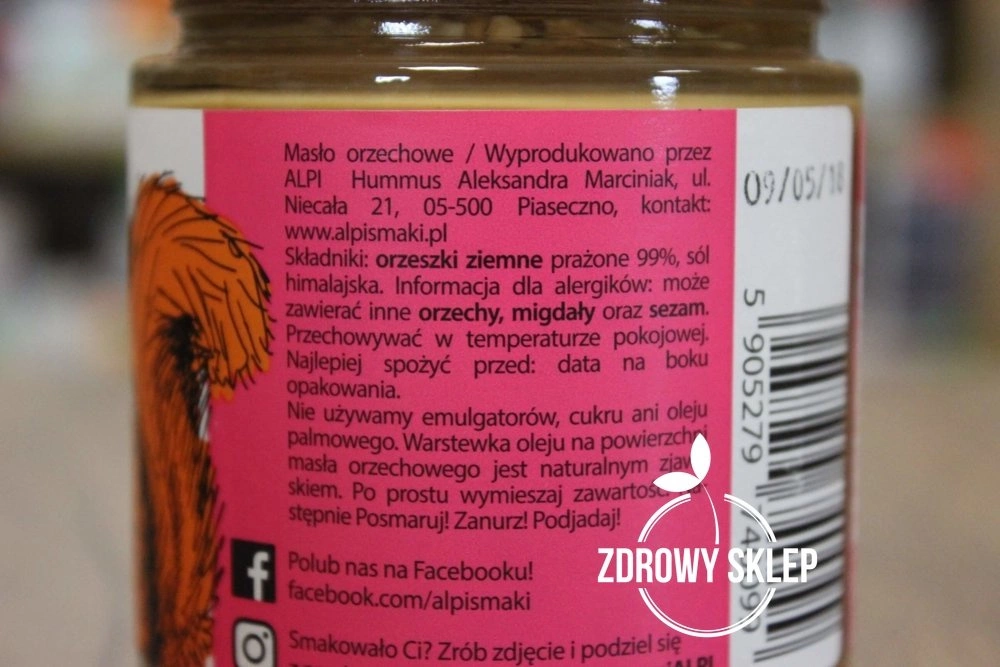 Masło orzechowe / Wyprodukowano przez
ALPI Hummus Aleksandra Marciniak, ul.
Niecała 21, 05-500 Piaseczno, kontakt:
www.alpismaki.pl
Składniki: orzeszki ziemne prażone 99%, sól
himalajska. Informacja dla alergików: może
zawierać inne orzechy, migdały oraz sezam.
Przechowywać w temperaturze pokojowej.
Najlepiej spożyć przed: data na boku
opakowania.
Nie używamy emulgatorów, cukru ani oleju
palmowego. Warstewka oleju na powierzchni
masła orzechowego jest naturalnym zjawi-
skiem. Po prostu wymieszaj zawartość
stępnie Posmaruj! Zanurz! Podjadaj!
Polub nas na Facebooku!
facebook.com/alpismaki
Smakowało Ci? Zrób zdjęcie i podziel się
09/05/18
5 905279
ZDROWY SKLEP